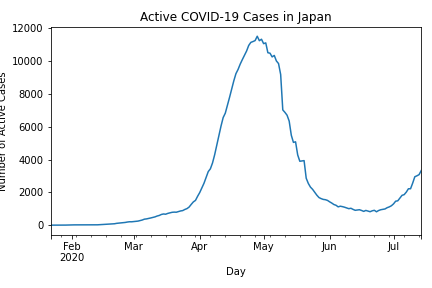 Active COVID-19 Cases in Japan
Number of Active Cases
12000
10000
8000
6000
4000
2000
0
Feb
2020
Mar
Apr
May
Jun
Jul
Day